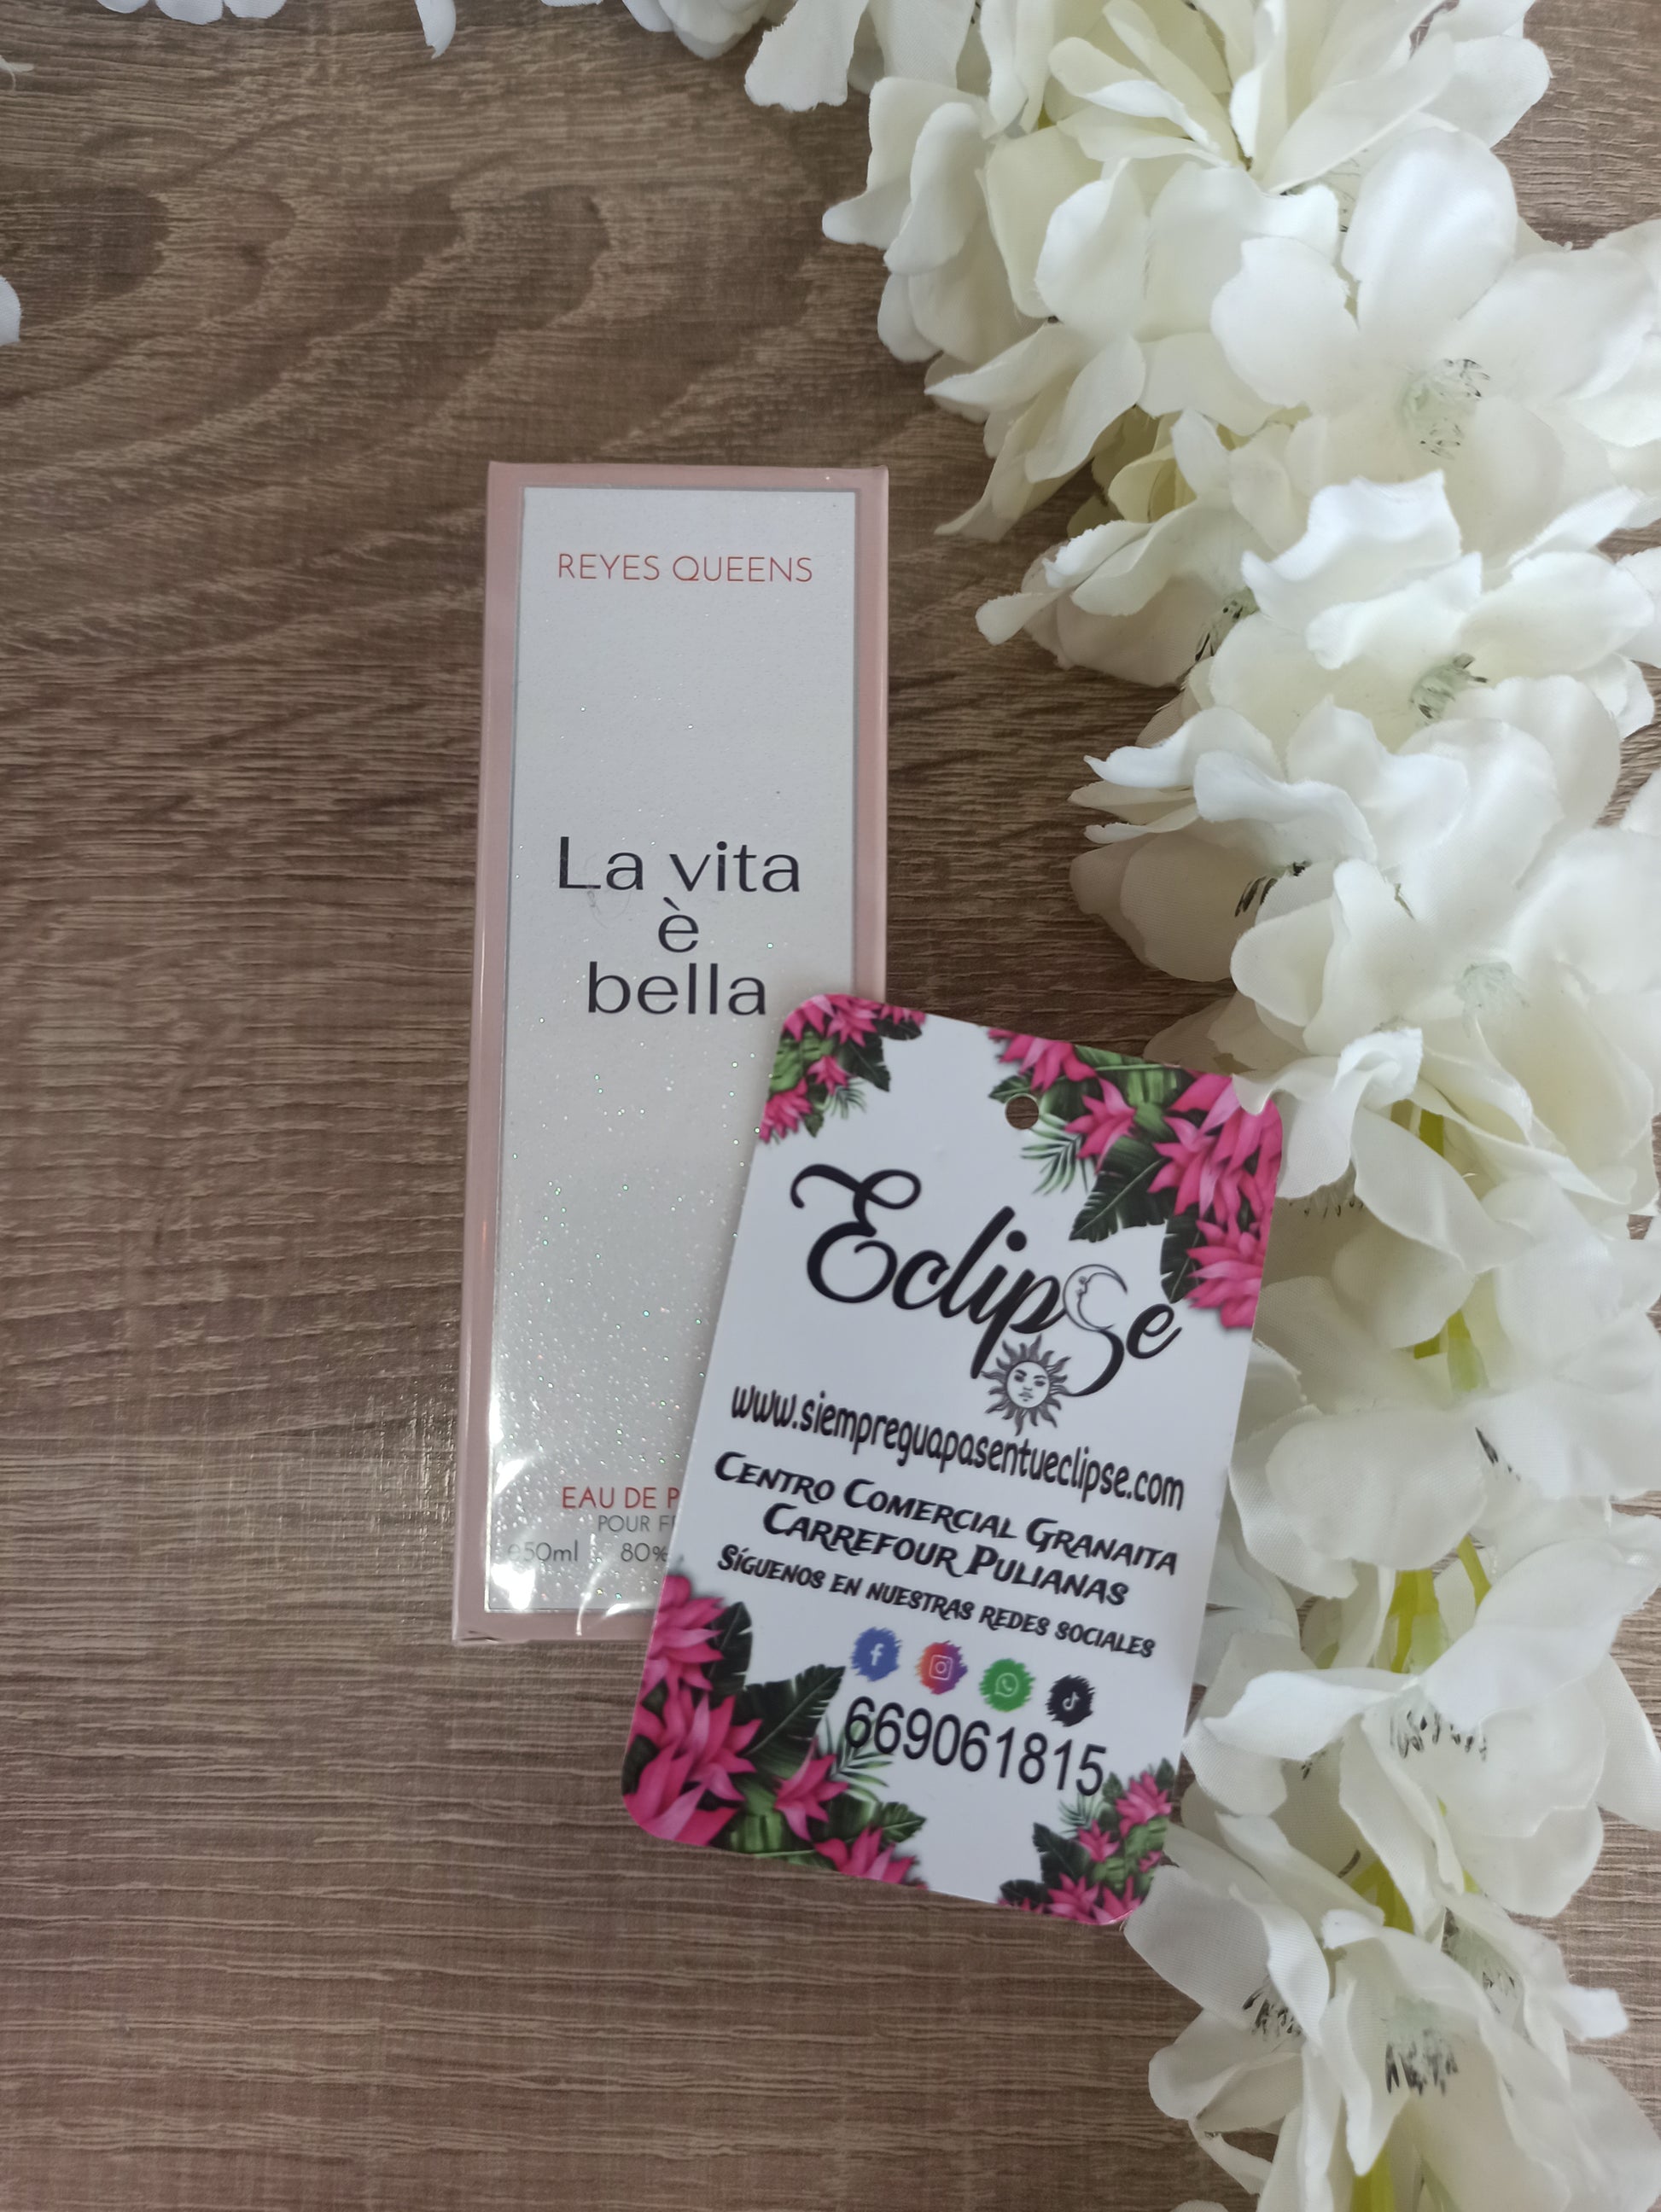 REYES QUEENS
La vita
è
bella
EAU DE
POUR
50ml 80%
Eclipse
www.siempreguapasentueclipse.com
CENTRO COMERCIAL GRANAITA
CARREFOUR PULIANAS
SÍGUENOS EN NUESTRAS REDES SOCIALES
669061815